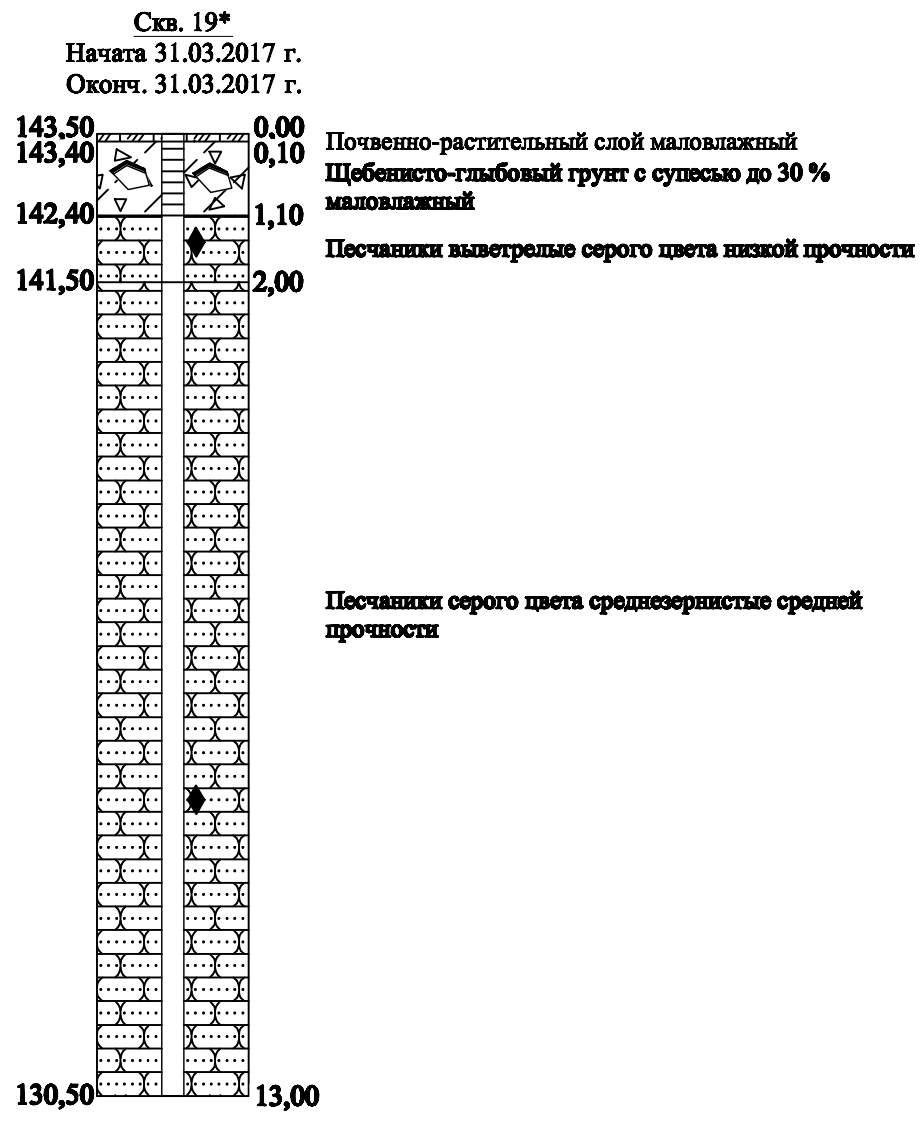 Скв. 19*
Начата 31.03.2017 г.
Оконч. 31.03.2017 г.
143,50 0,00
Почвенно-растительный слой маловлажный
143,40 0,10
Щебенисто-глыбовый грунт с супесью до 30 %
маловлажный
142,40 1,10
Песчаники выветрелые серого цвета низкой прочности
141,50 2,00
Песчаники серого цвета среднезернистые средней
прочности
130,50 13,00